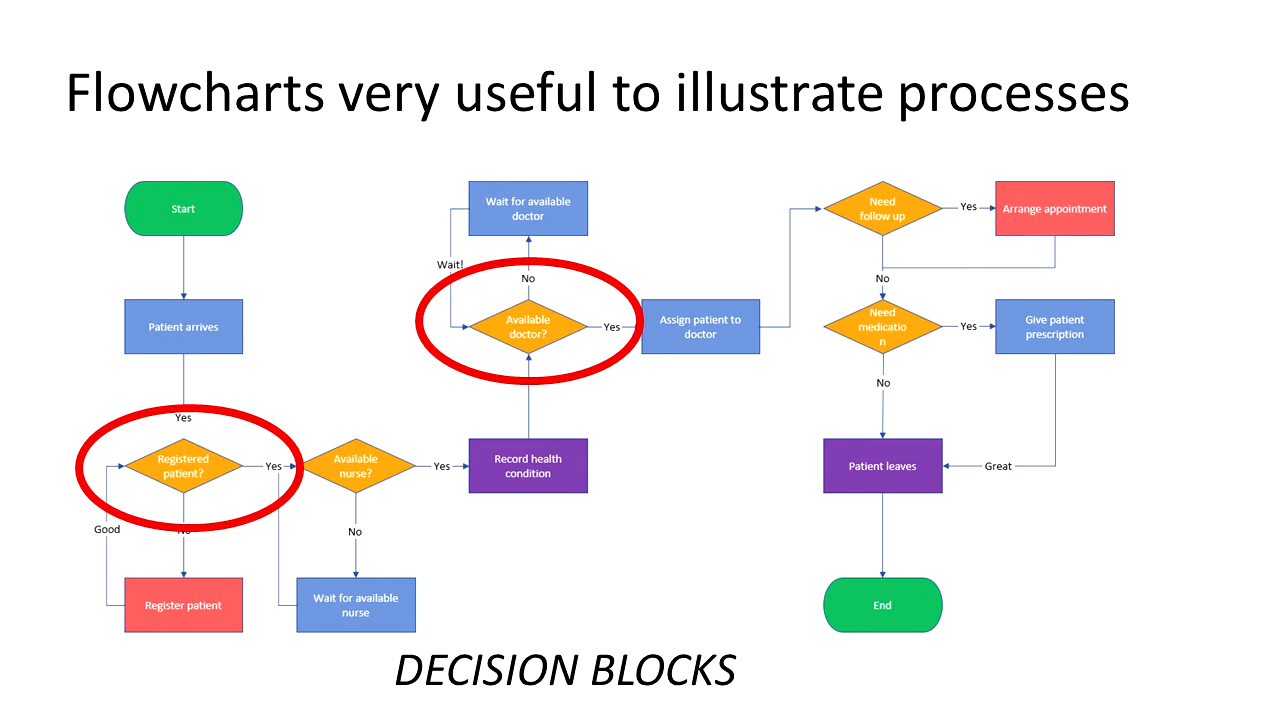 Flowcharts very useful to illustrate processes
Start
Patient arrives
Yes
Registered
patient?
Yes
Good
No
Register patient
Available
nurse?
Yes
No
Wait for available
nurse
Record health
condition
Wait for available
doctor
Wait!
No
Available
doctor?
Yes
Assign patient to
doctor
Need
follow up
Yes
Arrange appointment
No
Need
medicatio
n
Yes
Give patient
prescription
No
Patient leaves
Great
End
DECISION BLOCKS